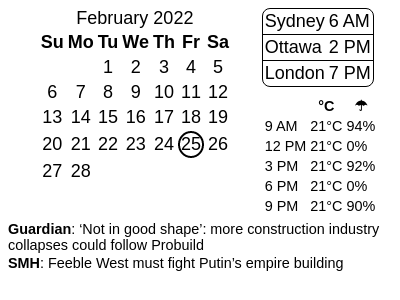 February 2022
Su Mo Tu We Th Fr Sa
1 2 3 4 5
6 7 8 9 10 11 12
13 14 15 16 17 18 19
20 21 22 23 24 25 26
27 28
Sydney 6 AM
Ottawa 2 PM
London 7 PM
°C ☂
9 AM 21°C 94%
12 PM 21°C 0%
3 PM 21°C 92%
6 PM 21°C 0%
9 PM 21°C 90%
Guardian: ‘Not in good shape’: more construction industry
collapses could follow Probuild
SMH: Feeble West must fight Putin’s empire building